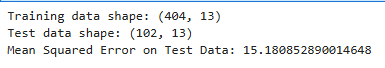 Training data shape: (404, 13)
Test data shape: (102, 13)
Mean Squared Error on Test Data: 15.180852890014648